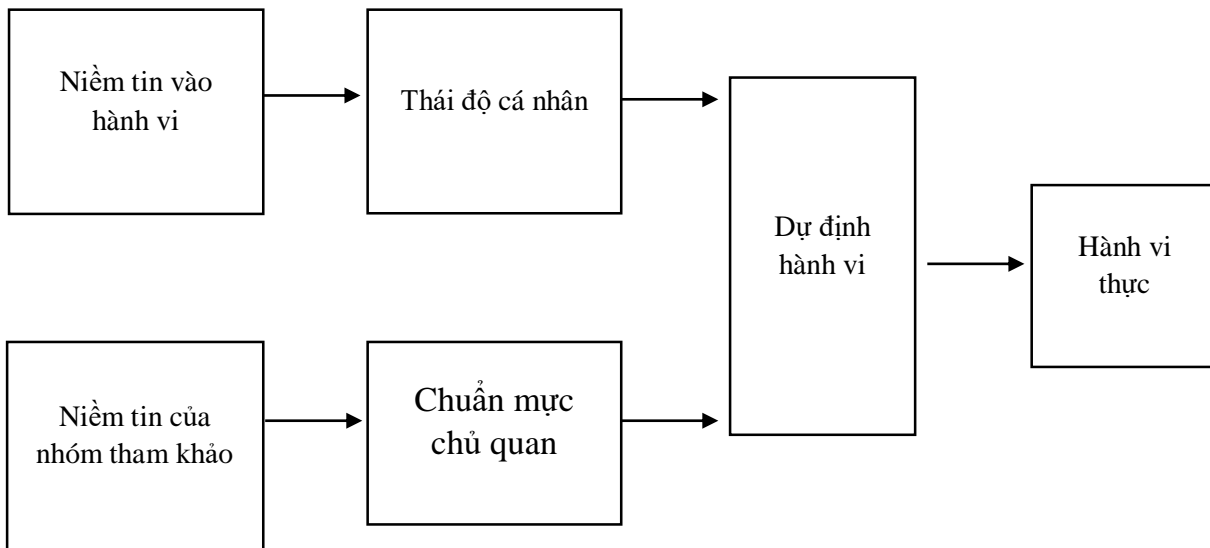 Niềm tin vào
hành vi
Thái độ cá nhân
Dự định
hành vi
Hành vi
thực
Niềm tin của
nhóm tham khảo
Chuẩn mực
chủ quan